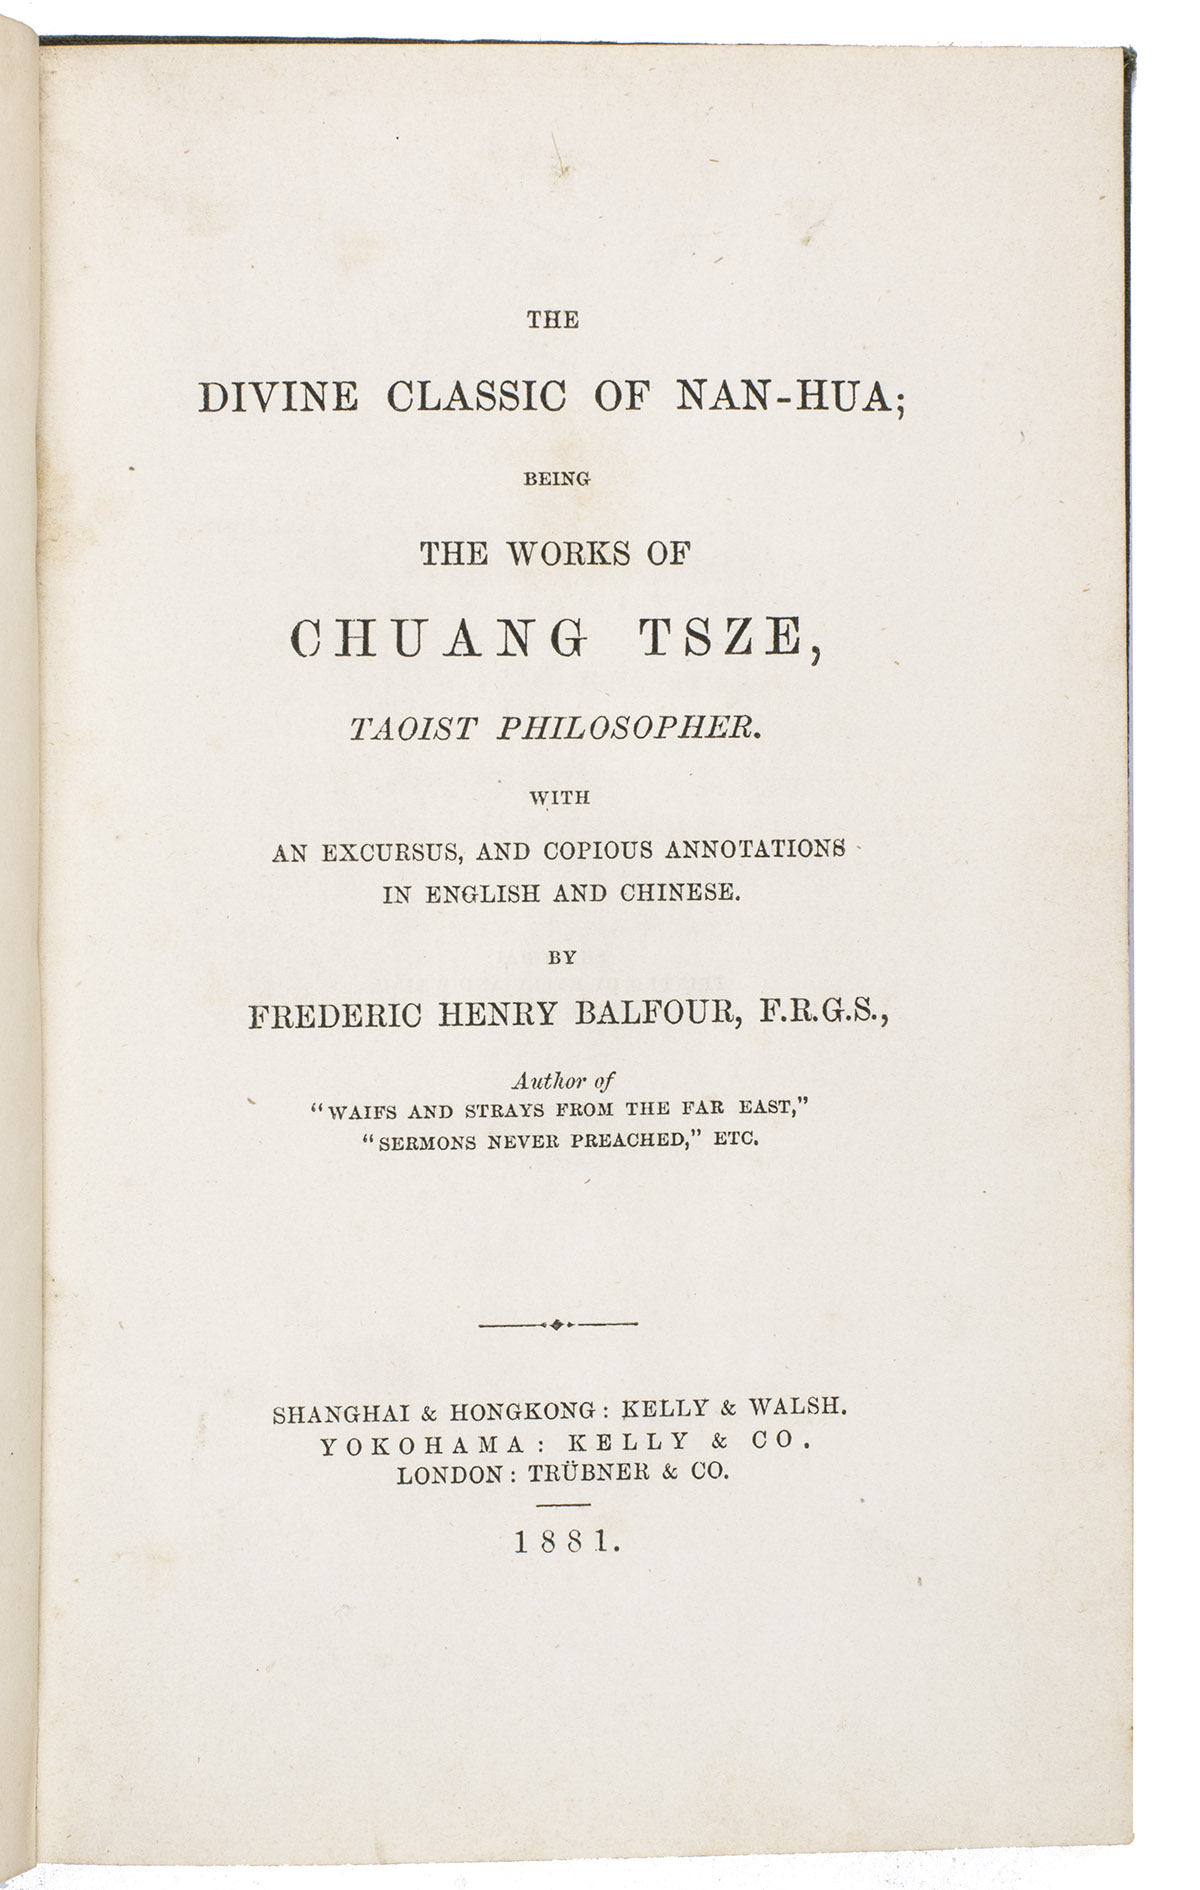 THE
DIVINE CLASSIC OF NAN-HUA;
BEING
THE WORKS OF
CHUANG TSZE,
TAOIST PHILOSOPHER.
WITH
AN EXCURSUS, AND COPIOUS ANNOTATIONS
IN ENGLISH AND CHINESE.
BY
FREDERIC HENRY BALFOUR, F.R.G.S.,
Author of
"WAIFS AND STRAYS FROM THE FAR EAST,"
"SERMONS NEVER PREACHED," ETC.
SHANGHAI & HONGKONG: KELLY & WALSH.
YOKOHAMA: KELLY & CO.
LONDON: TRÜBNER & CO.
1881.